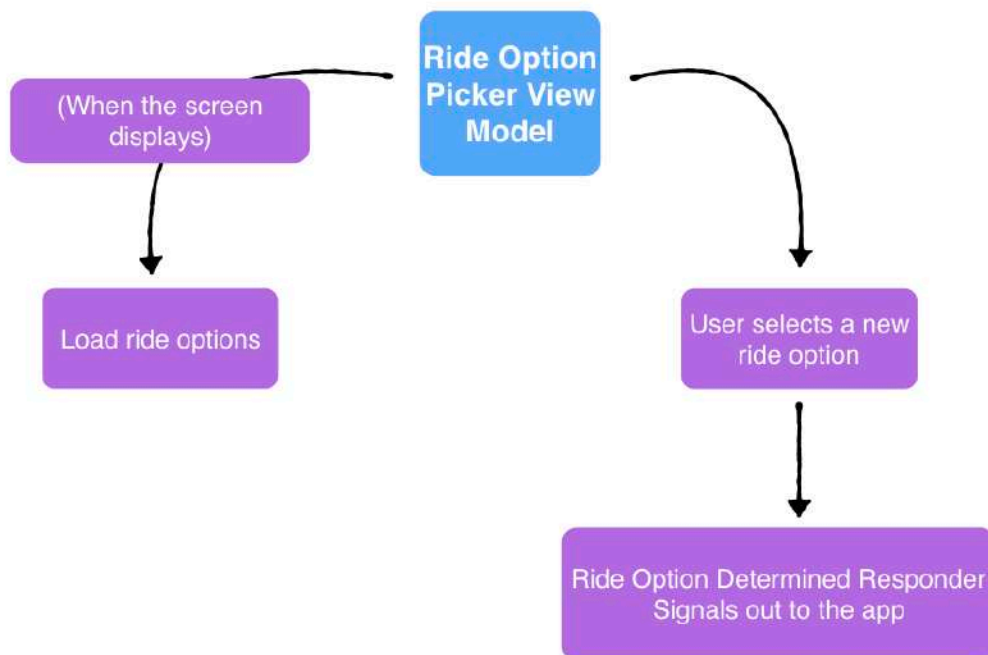 Ride Option
Picker View
Model
(When the screen
displays)
Load ride options
User selects a new
ride option
Ride Option Determined Responder
Signals out to the app